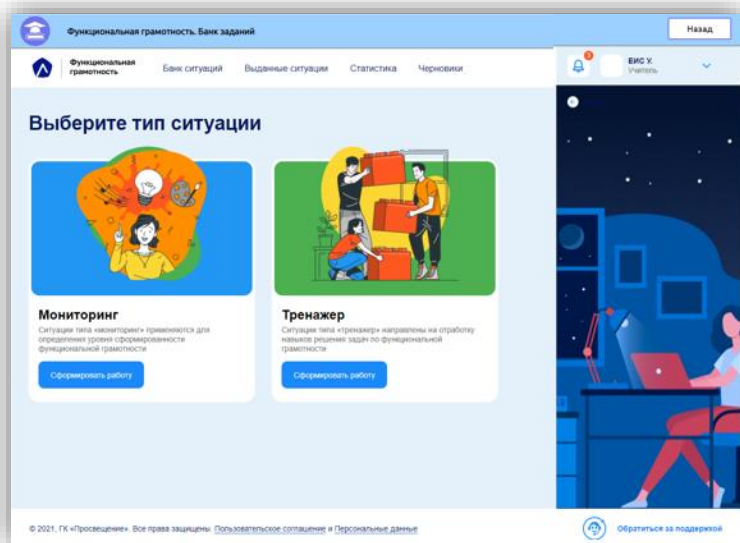 Функциональная грамотность. Банк заданий
Назад
Функциональная
грамотность
Банк ситуаций
Выданные ситуации
Статистика
Черновики
3
ЕИС У.
Учитель
Выберите тип ситуации
Мониторинг
Ситуации типа «мониторинг» применяются для
определения уровня сформированности
функциональной грамотности
Сформировать работу
Тренажер
Ситуации типа «тренажер» направлены на отработку
навыков решения задач по функциональной
грамотности
Сформировать работу
© 2021, ГК «Просвещение». Все права защищены. Пользовательское соглашение и Персональные данные
Обратиться за поддержкой